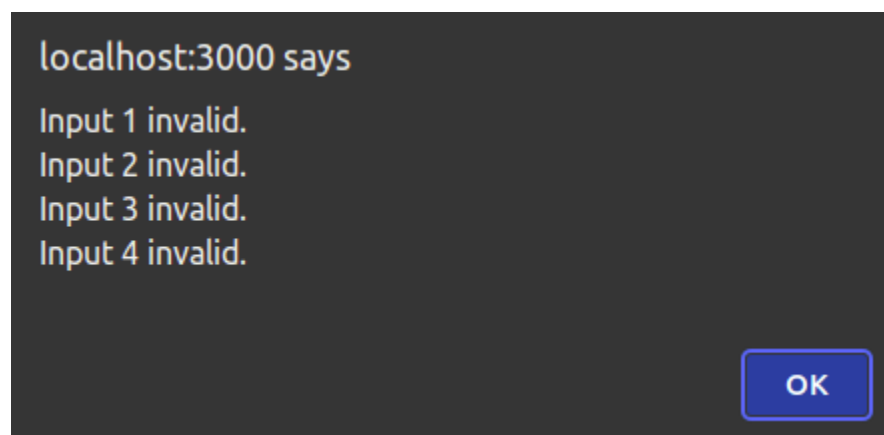 localhost:3000 says
Input 1 invalid.
Input 2 invalid.
Input 3 invalid.
Input 4 invalid.
OK